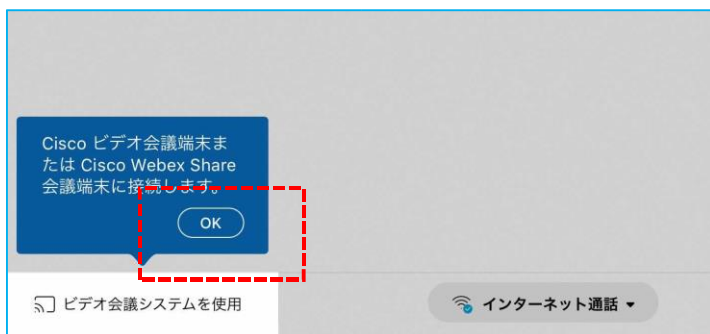 Cisco ビデオ会議端末ま
たは Cisco Webex Share
会議端末に接続します。
OK
ビデオ会議システムを使用
インターネット通話